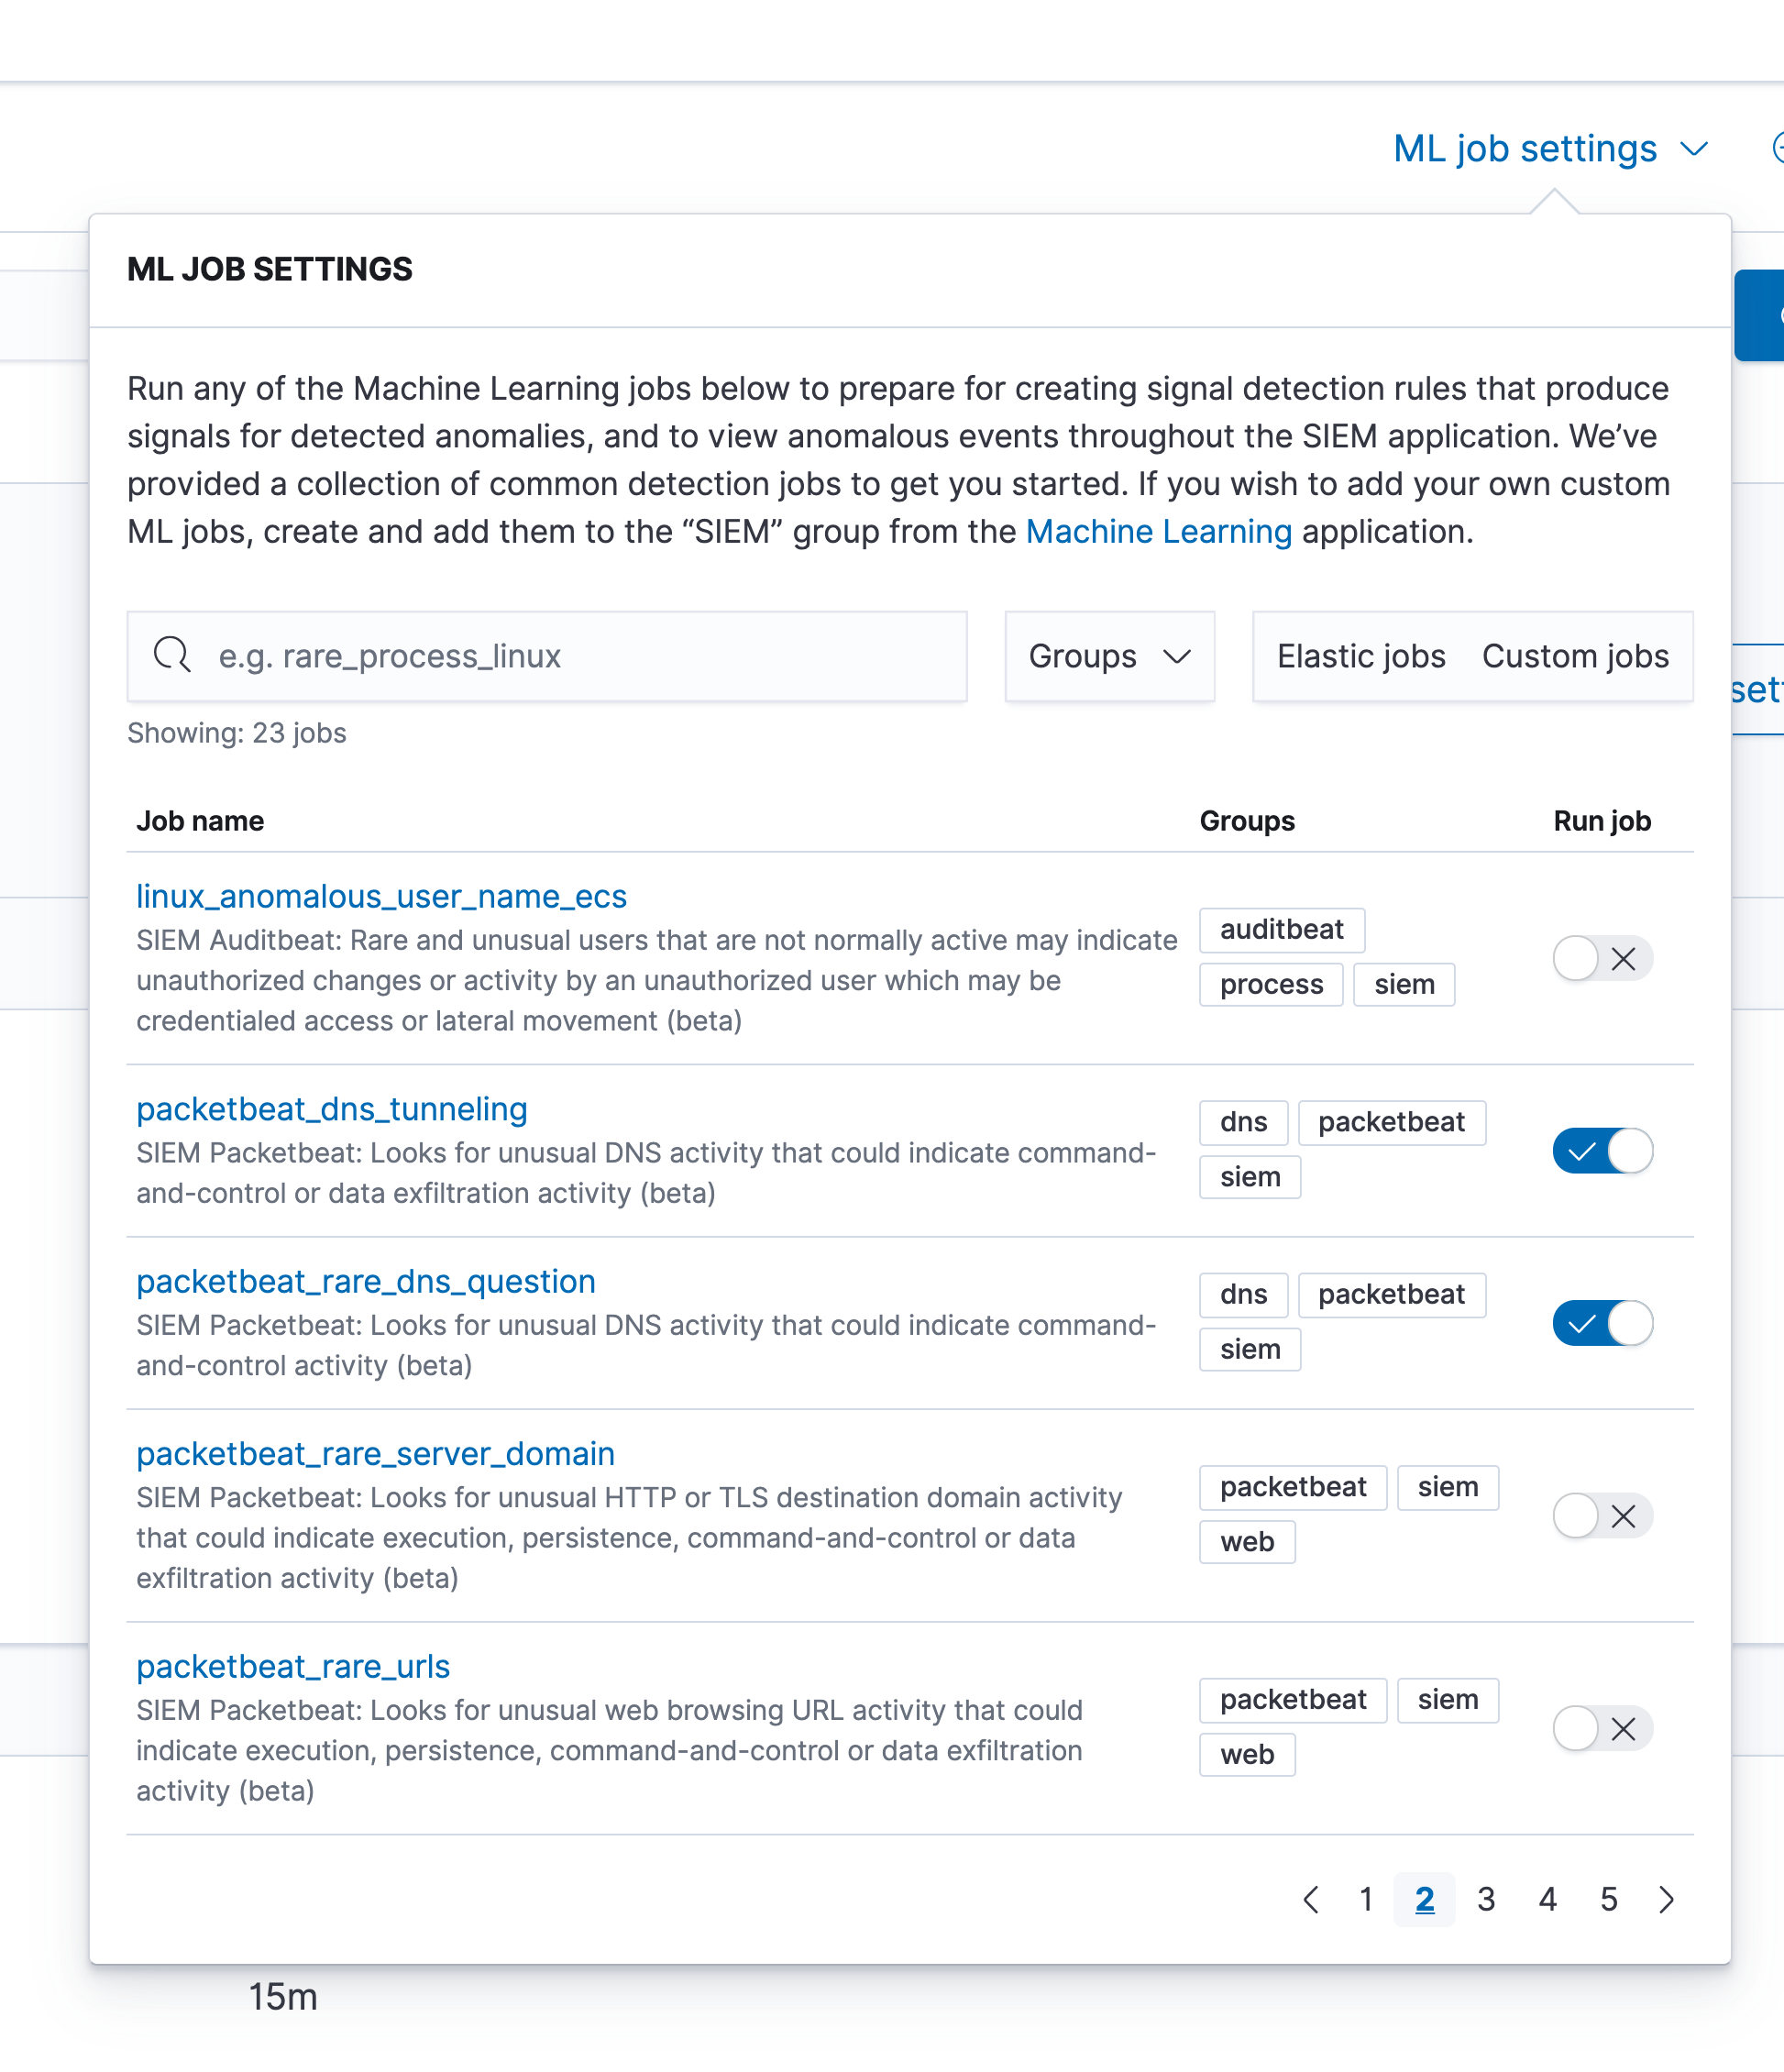 ML job settings
ML JOB SETTINGS
Run any of the Machine Learning jobs below to prepare for creating signal detection rules that produce
signals for detected anomalies, and to view anomalous events throughout the SIEM application. We’ve
provided a collection of common detection jobs to get you started. If you wish to add your own custom
ML jobs, create and add them to the “SIEM” group from the Machine Learning application.
e.g. rare_process_linux Groups Elastic jobs Custom jobs
Showing: 23 jobs
Job name Groups Run job
linux_anomalous_user_name_ecs
SIEM Auditbeat: Rare and unusual users that are not normally active may indicate
unauthorized changes or activity by an unauthorized user which may be
credentialed access or lateral movement (beta)
auditbeat
process siem
packetbeat_dns_tunneling
SIEM Packetbeat: Looks for unusual DNS activity that could indicate command-
and-control or data exfiltration activity (beta)
dns packetbeat
siem
packetbeat_rare_dns_question
SIEM Packetbeat: Looks for unusual DNS activity that could indicate command-
and-control activity (beta)
dns packetbeat
siem
packetbeat_rare_server_domain
SIEM Packetbeat: Looks for unusual HTTP or TLS destination domain activity
that could indicate execution, persistence, command-and-control or data
exfiltration activity (beta)
packetbeat siem
web
packetbeat_rare_urls
SIEM Packetbeat: Looks for unusual web browsing URL activity that could
indicate execution, persistence, command-and-control or data exfiltration
activity (beta)
packetbeat siem
web
1 2 3 4 5
15m